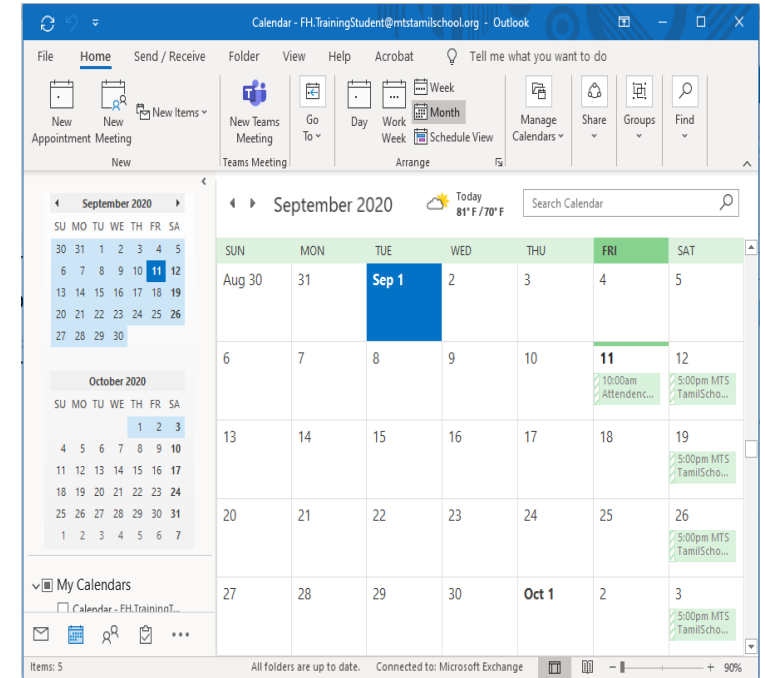 Calendar - FH.TrainingStudent@mtstamilschool.org - Outlook
File Home Send / Receive Folder View Help Acrobat Tell me what you want to do
New Appointment
New Meeting
New Items
New
New Teams Meeting
Teams Meeting
Go To
Day
Work Week
Week
Month
Schedule View
Arrange
Manage Calendars
Share
Groups
Find
September 2020
SU MO TU WE TH FR SA
30 31 1 2 3 4 5
6 7 8 9 10 11 12
13 14 15 16 17 18 19
20 21 22 23 24 25 26
27 28 29 30
October 2020
SU MO TU WE TH FR SA
1 2 3
4 5 6 7 8 9 10
11 12 13 14 15 16 17
18 19 20 21 22 23 24
25 26 27 28 29 30 31
1 2 3 4 5 6 7
My Calendars
Calendar - FH.TrainingT...
September 2020
Today
81°F/70°F
Search Calendar
SUN MON TUE WED THU FRI SAT
Aug 30 31 Sep 1 2 3 4 5
6 7 8 9 10 11 12
10:00am
Attendenc...
5:00pm MTS
TamilScho...
13 14 15 16 17 18 19
5:00pm MTS
TamilScho...
20 21 22 23 24 25 26
5:00pm MTS
TamilScho...
27 28 29 30 Oct 1 2 3
5:00pm MTS
TamilScho...
Items: 5 All folders are up to date. Connected to: Microsoft Exchange 90%